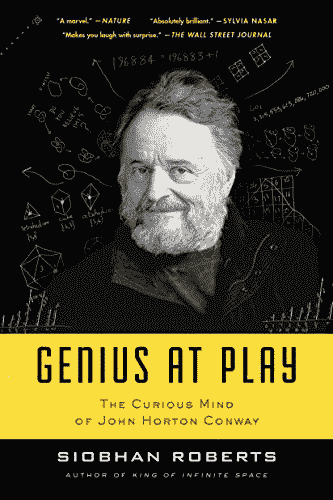 "A marvel." —NATURE "Absolutely brilliant." —SYLVIA NASAR
"Makes you laugh with surprise." —THE WALL STREET JOURNAL
196884 = 196883 + 1
GENIUS AT PLAY
THE CURIOUS MIND
OF JOHN HORTON CONWAY
SIOBHAN ROBERTS
AUTHOR OF KING OF INFINITE SPACE